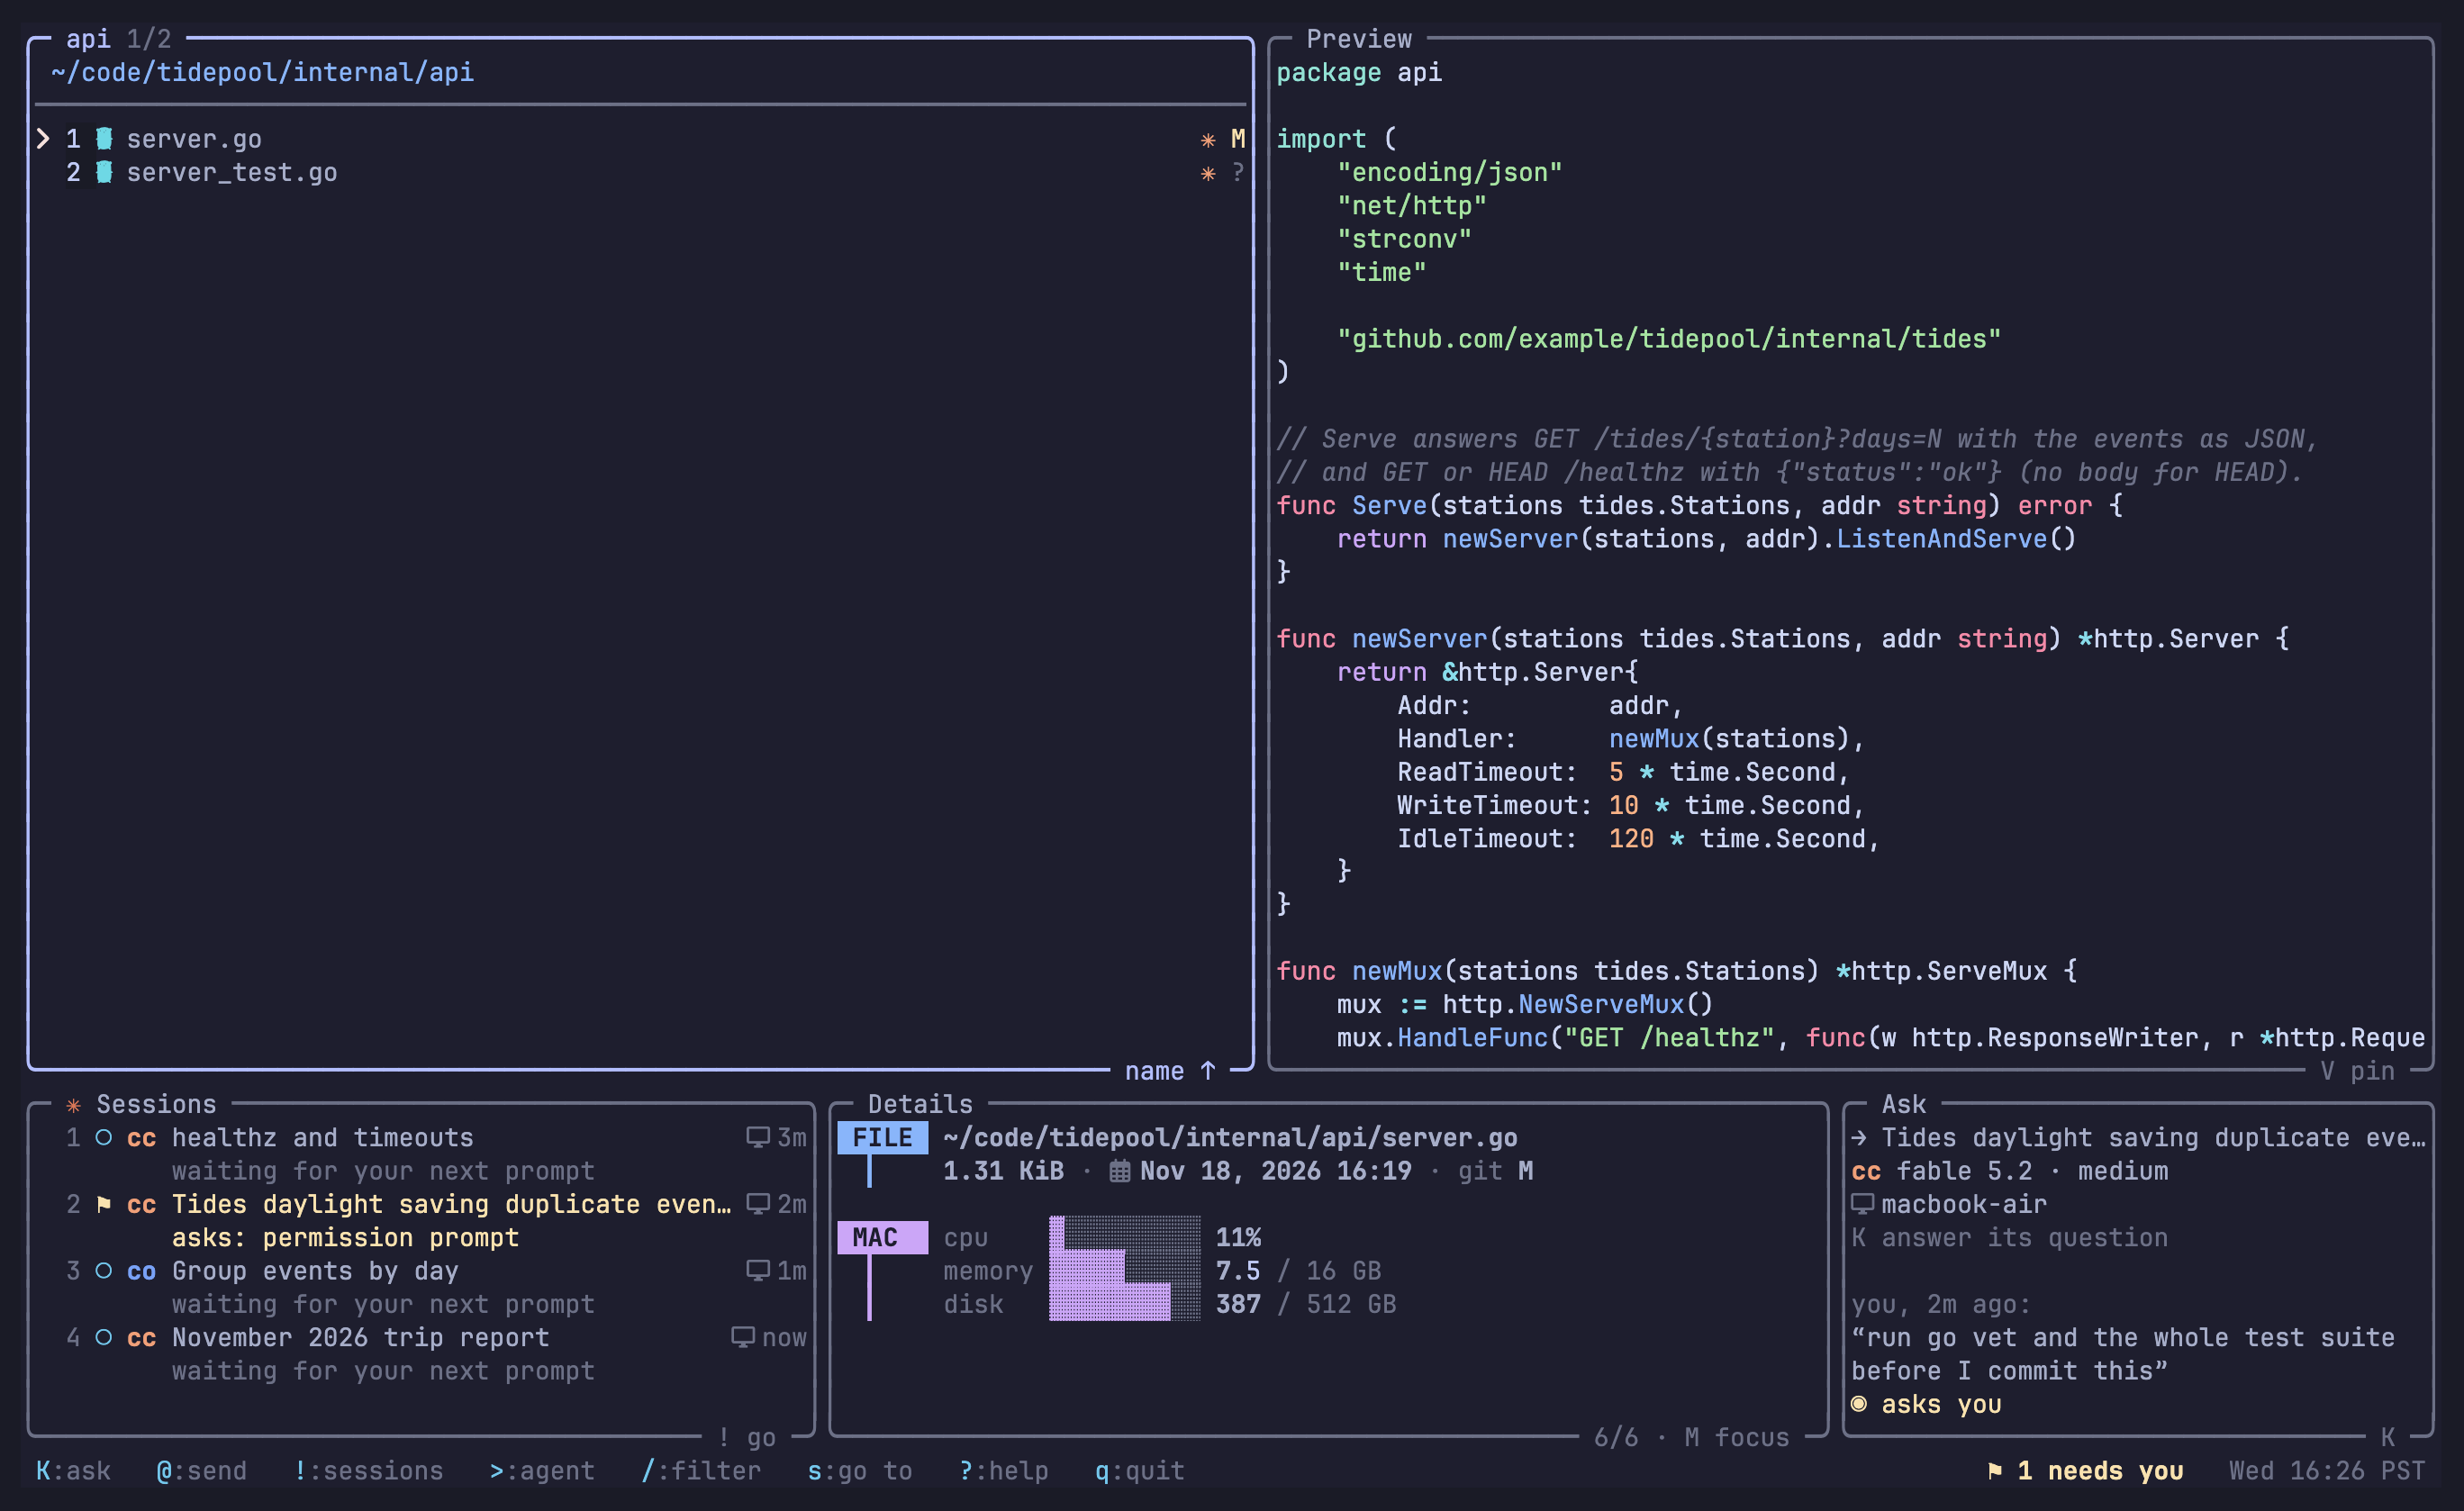 api 1/2
~/code/tidepool/internal/api
1 server.go M
2 server_test.go ?
name ↑
Preview
package api
import (
"encoding/json"
"net/http"
"strconv"
"time"
"github.com/example/tidepool/internal/tides"
)
// Serve answers GET /tides/{station}?days=N with the events as JSON,
// and GET or HEAD /healthz with {"status":"ok"} (no body for HEAD).
func Serve(stations tides.Stations, addr string) error {
return newServer(stations, addr).ListenAndServe()
}
func newServer(stations tides.Stations, addr string) *http.Server {
return &http.Server{
Addr: addr,
Handler: newMux(stations),
ReadTimeout: 5 * time.Second,
WriteTimeout: 10 * time.Second,
IdleTimeout: 120 * time.Second,
}
}
func newMux(stations tides.Stations) *http.ServeMux {
mux := http.NewServeMux()
mux.HandleFunc("GET /healthz", func(w http.ResponseWriter, r *http.Reque
V pin
Sessions
1 cc healthz and timeouts 3m
waiting for your next prompt
2 cc Tides daylight saving duplicate even… 2m
asks: permission prompt
3 co Group events by day 1m
waiting for your next prompt
4 cc November 2026 trip report now
waiting for your next prompt
! go
Details
FILE ~/code/tidepool/internal/api/server.go
1.31 KiB · Nov 18, 2026 16:19 · git M
MAC cpu 11%
memory 7.5 / 16 GB
disk 387 / 512 GB
6/6 · M focus
Ask
→ Tides daylight saving duplicate eve…
cc fable 5.2 · medium
macbook-air
K answer its question
you, 2m ago:
“run go vet and the whole test suite
before I commit this”
◉ asks you
K
K:ask @:send !:sessions >:agent /:filter s:go to ?:help q:quit 1 needs you Wed 16:26 PST